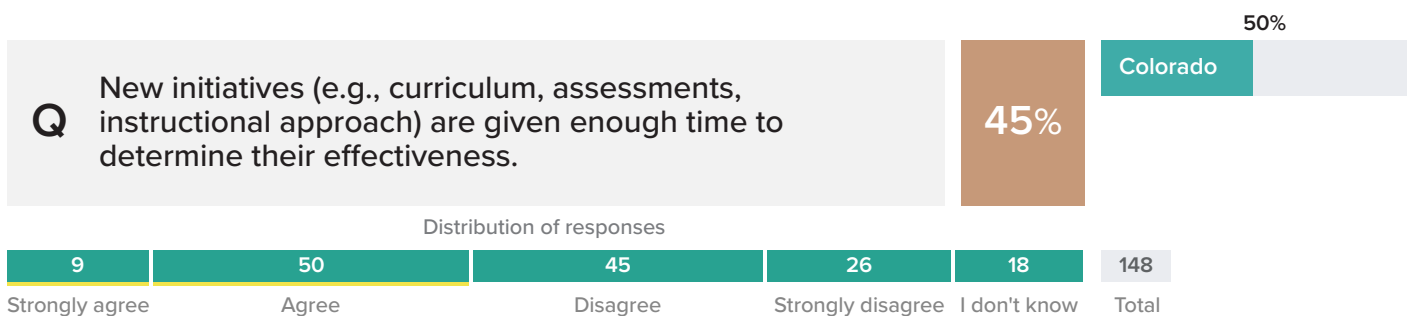 50%
Q
New initiatives (e.g., curriculum, assessments,
instructional approach) are given enough time to
determine their effectiveness.
45%
Colorado
Distribution of responses
9 50 45 26 18 148
Strongly agree Agree Disagree Strongly disagree I don't know Total